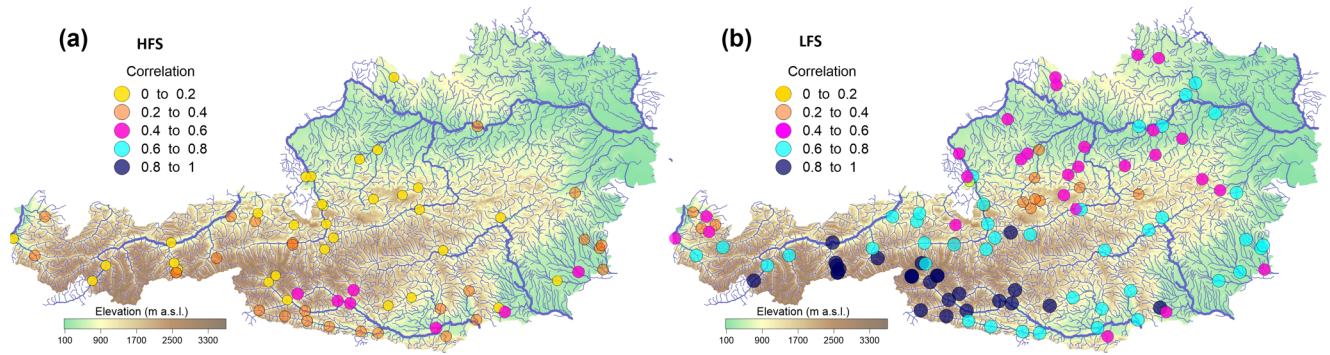 (a) HFS
Correlation
0 to 0.2
0.2 to 0.4
0.4 to 0.6
0.6 to 0.8
0.8 to 1
Elevation (m a.s.l.)
100 900 1700 2500 3300
(b) LFS
Correlation
0 to 0.2
0.2 to 0.4
0.4 to 0.6
0.6 to 0.8
0.8 to 1
Elevation (m a.s.l.)
100 900 1700 2500 3300